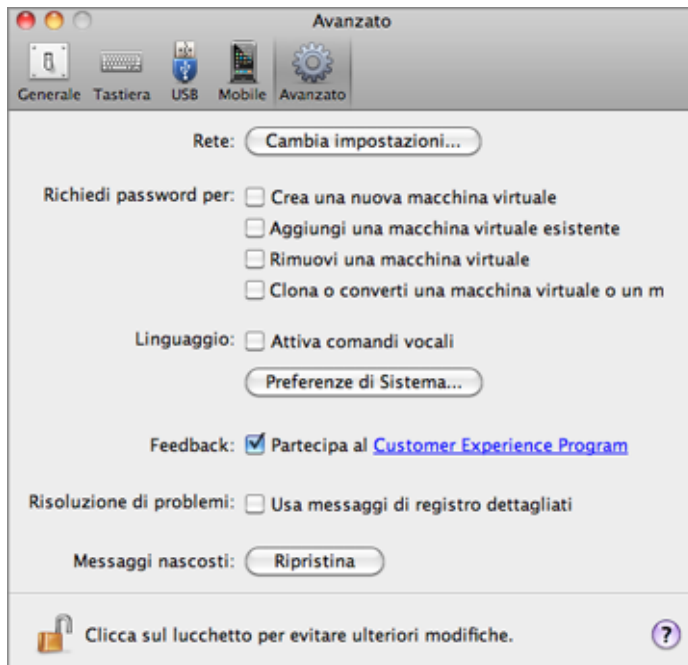 Avanzato
Generale Tastiera USB Mobile Avanzato
Rete: Cambia impostazioni...
Richiedi password per: Crea una nuova macchina virtuale
Aggiungi una macchina virtuale esistente
Rimuovi una macchina virtuale
Clona o converti una macchina virtuale o un m
Linguaggio: Attiva comandi vocali
Preferenze di Sistema...
Feedback: Partecipa al Customer Experience Program
Risoluzione di problemi: Usa messaggi di registro dettagliati
Messaggi nascosti: Ripristina
Clicca sul lucchetto per evitare ulteriori modifiche. ?